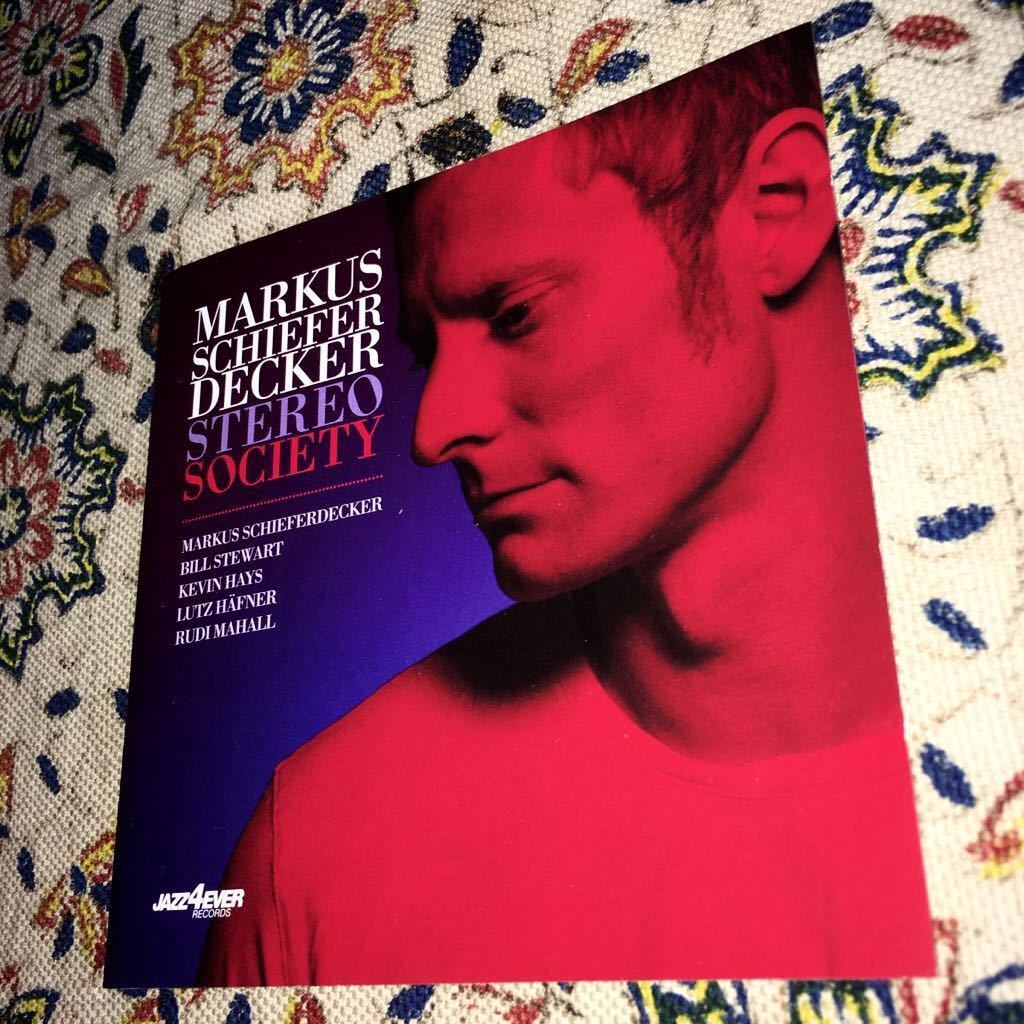 MARKUS
SCHIEFER
DECKER
STEREO
SOCIETY
MARKUS SCHIEFERDECKER
BILL STEWART
KEVIN HAYS
LUTZ HÄFNER
RUDI MAHALL
JAZZ4EVER
RECORDS